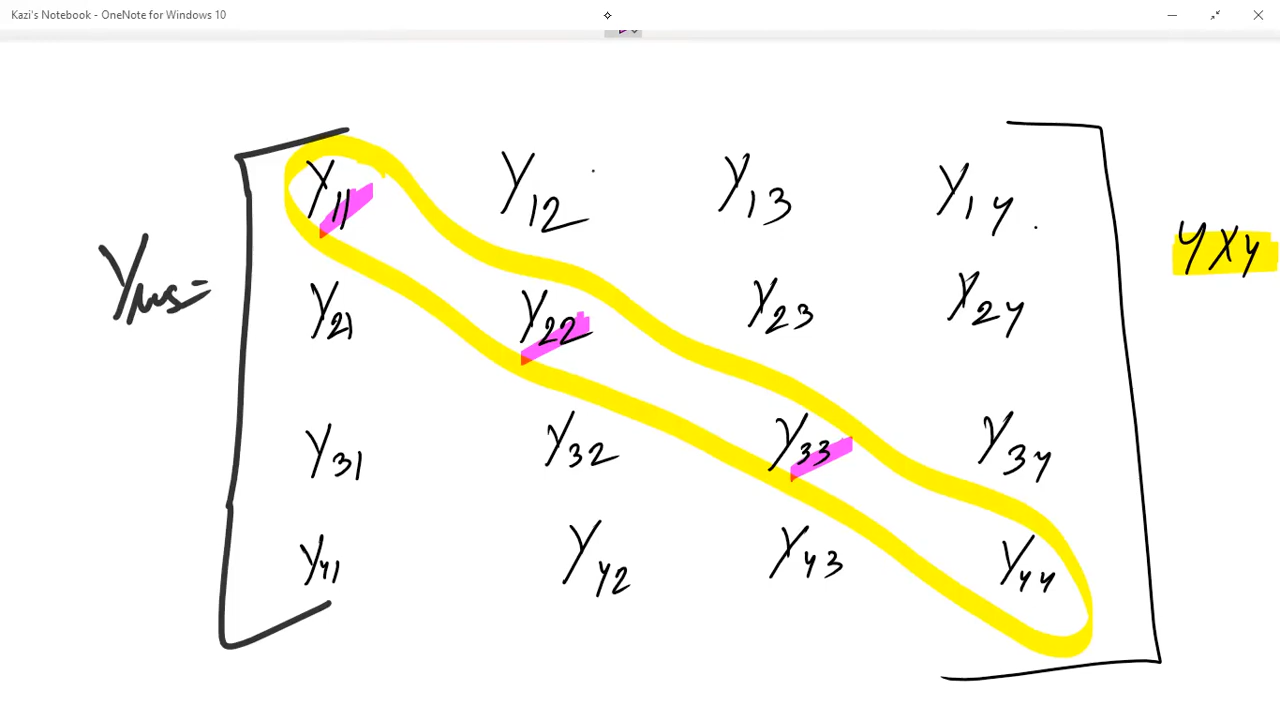 Kazi's Notebook - OneNote for Windows 10
Y11 Y12 Y13 Y14
Ybus = 4x4
Y21 Y22 Y23 Y24
Y31 Y32 Y33 Y34
Y41 Y42 Y43 Y44